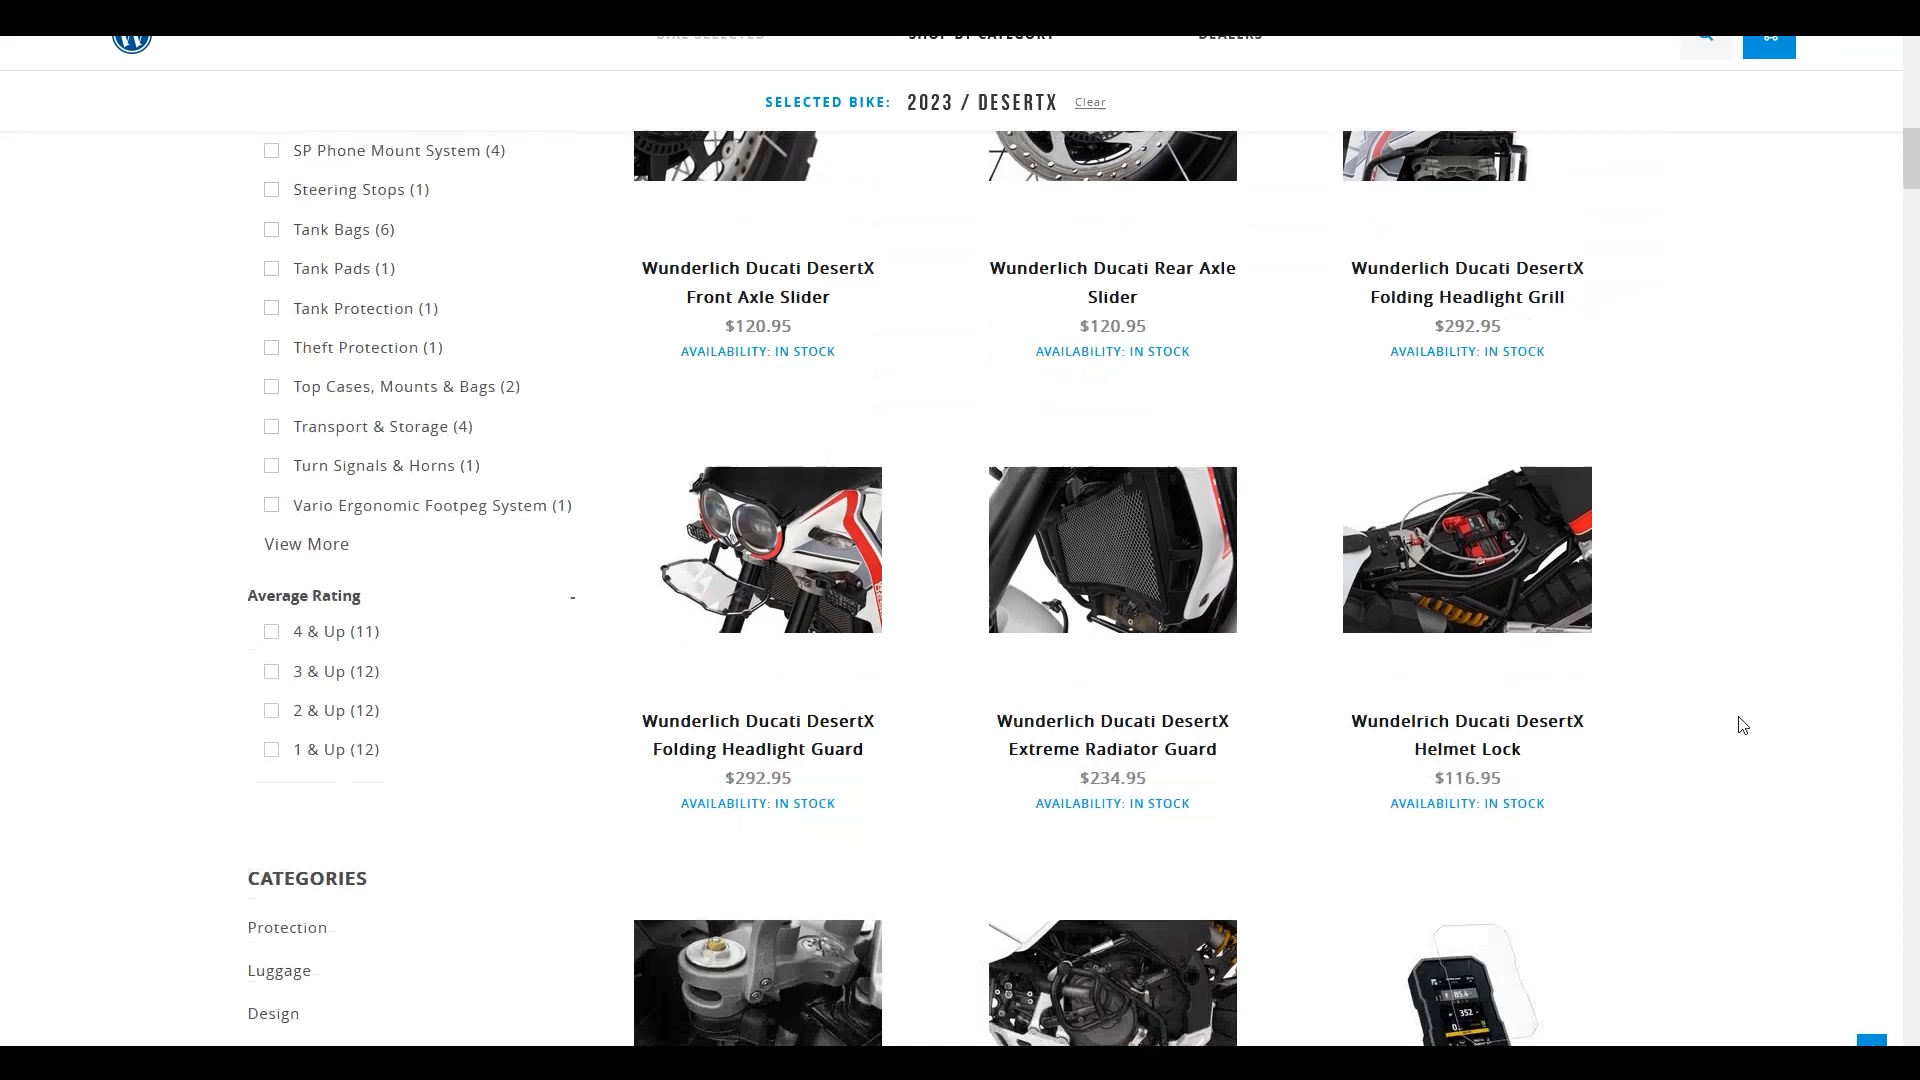 BIKE SELECTED
SHOP BY CATEGORY
DEALERS
SELECTED BIKE: 2023 / DESERTX Clear
SP Phone Mount System (4)
Steering Stops (1)
Tank Bags (6)
Tank Pads (1)
Tank Protection (1)
Theft Protection (1)
Top Cases, Mounts & Bags (2)
Transport & Storage (4)
Turn Signals & Horns (1)
Vario Ergonomic Footpeg System (1)
View More
Average Rating -
4 & Up (11)
3 & Up (12)
2 & Up (12)
1 & Up (12)
CATEGORIES
Protection
Luggage
Design
Wunderlich Ducati DesertX
Front Axle Slider
$120.95
AVAILABILITY: IN STOCK
Wunderlich Ducati Rear Axle
Slider
$120.95
AVAILABILITY: IN STOCK
Wunderlich Ducati DesertX
Folding Headlight Grill
$292.95
AVAILABILITY: IN STOCK
Wunderlich Ducati DesertX
Folding Headlight Guard
$292.95
AVAILABILITY: IN STOCK
Wunderlich Ducati DesertX
Extreme Radiator Guard
$234.95
AVAILABILITY: IN STOCK
Wundelrich Ducati DesertX
Helmet Lock
$116.95
AVAILABILITY: IN STOCK
85.4
352